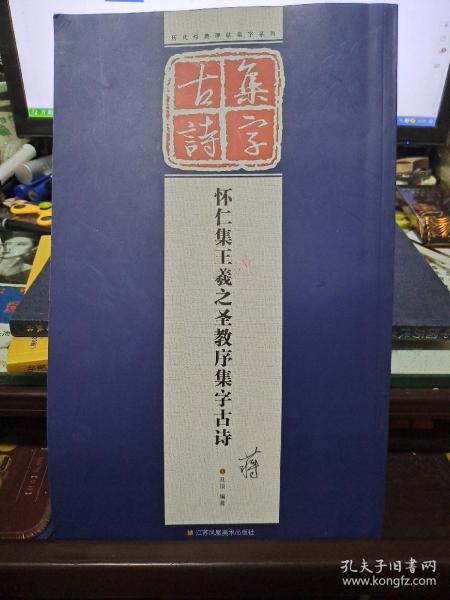 历代经典碑帖集字系列
集字
古诗
怀仁集王羲之圣教序集字古诗
编著
江苏凤凰美术出版社
孔夫子旧书网
www.kongfz.com